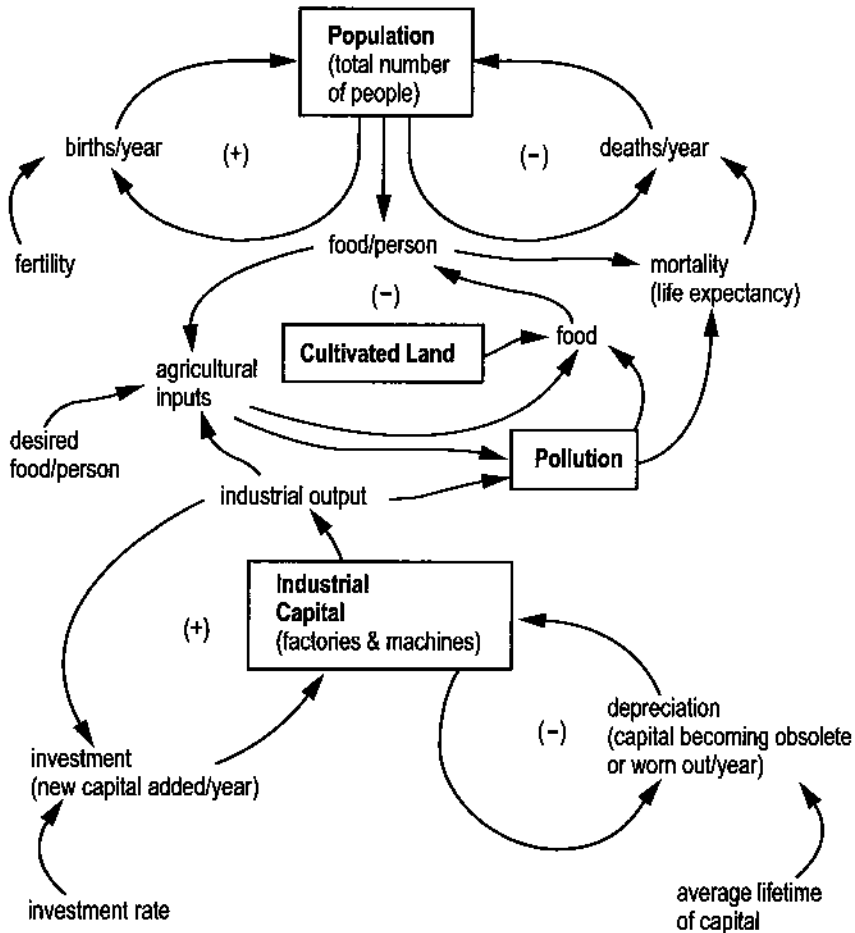 Population
(total number
of people)
births/year
(+)
(−)
deaths/year
fertility
food/person
mortality
(life expectancy)
(−)
Cultivated Land
food
agricultural
inputs
desired
food/person
Pollution
industrial output
Industrial
Capital
(factories & machines)
(+)
(−)
depreciation
(capital becoming obsolete
or worn out/year)
investment
(new capital added/year)
investment rate
average lifetime
of capital